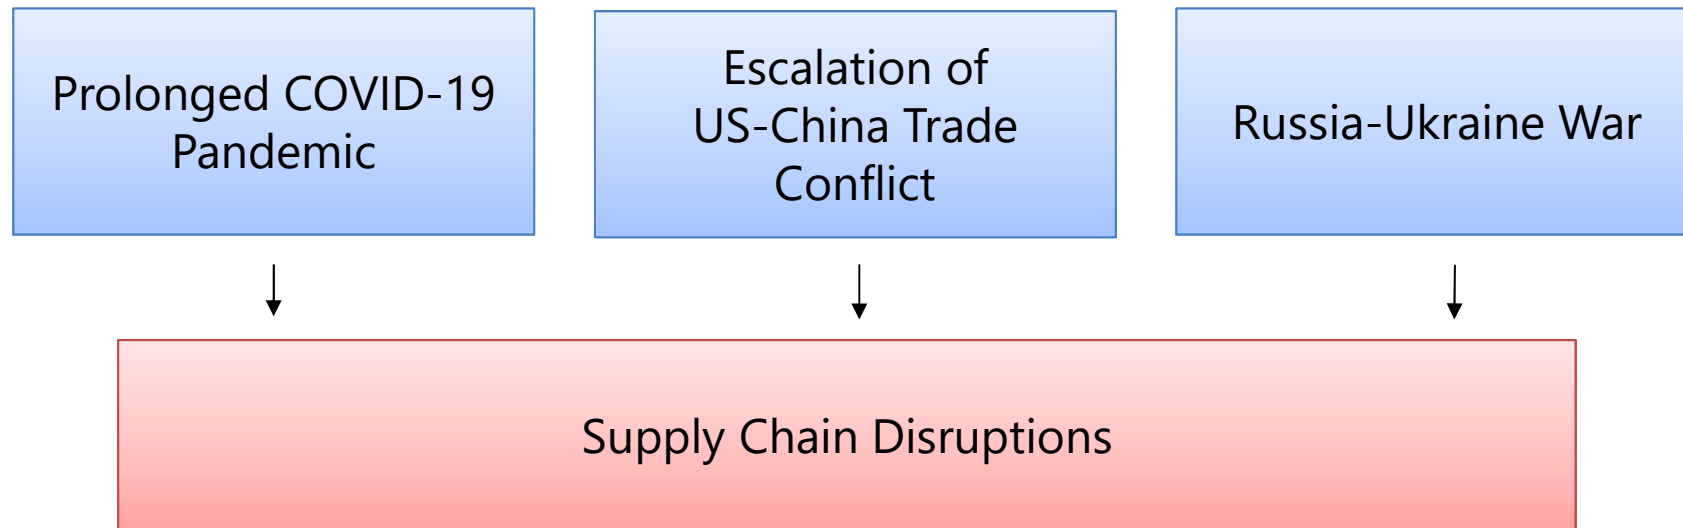 Prolonged COVID-19
Pandemic
Escalation of
US-China Trade
Conflict
Russia-Ukraine War
Supply Chain Disruptions